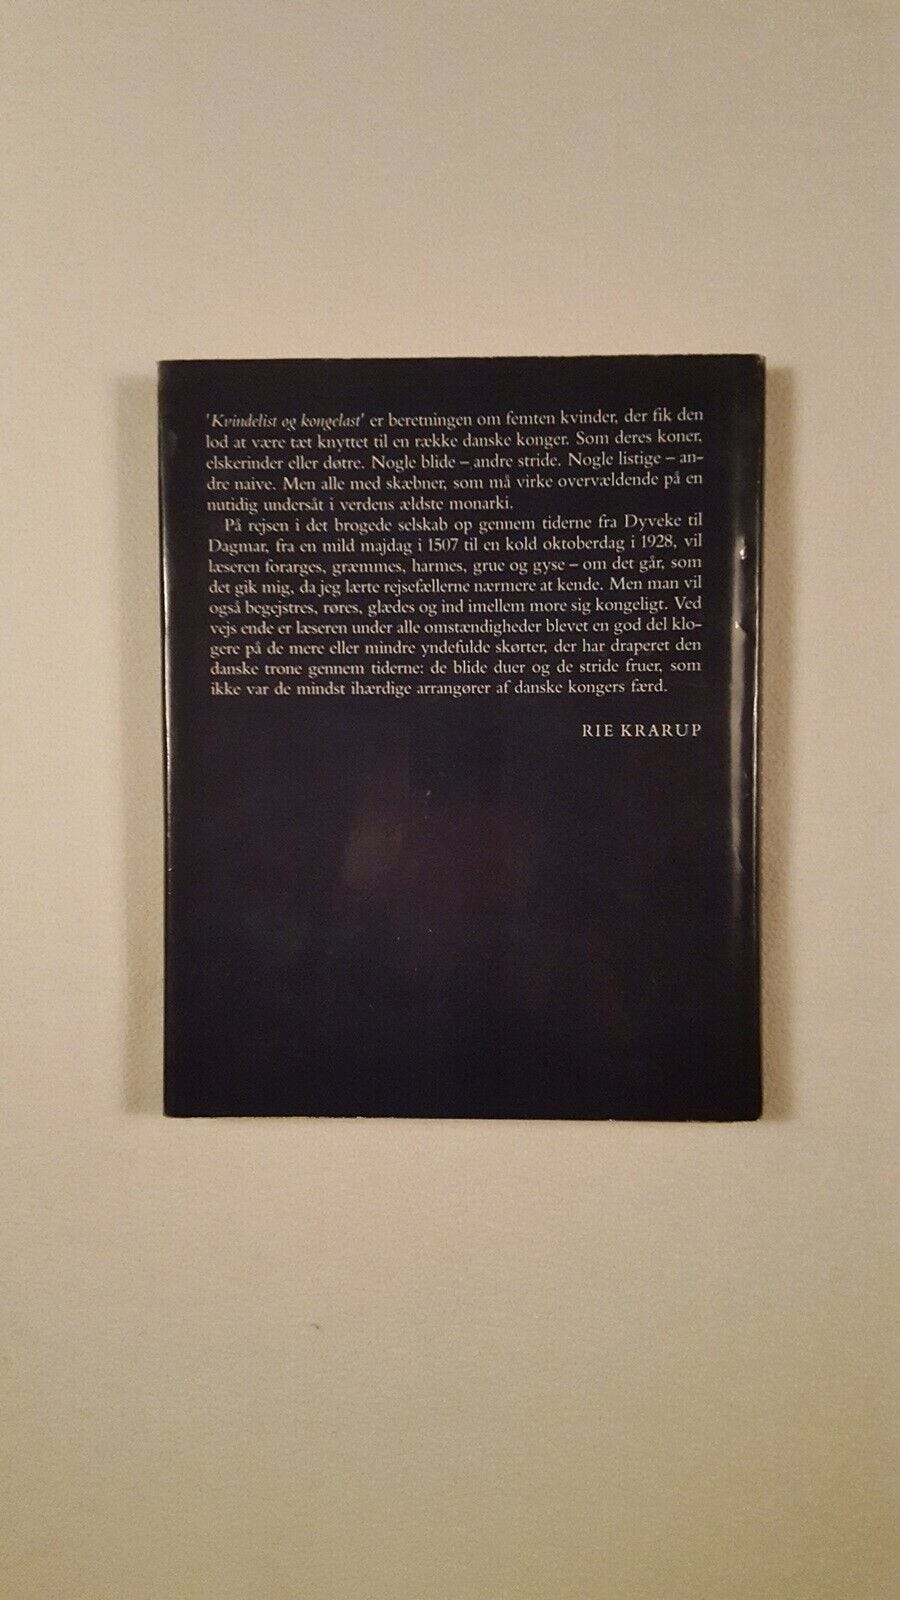 'Kvindelist og kongelast' er beretningen om femten kvinder, der fik den
lod at være tæt knyttet til en række danske konger. Som deres koner,
elskerinder eller døtre. Nogle blide – andre stride. Nogle listige – an-
dre naive. Men alle med skæbner, som må virke overvældende på en
nutidig undersåt i verdens ældste monarki.
På rejsen i det brogede selskab op gennem tiderne fra Dyveke til
Dagmar, fra en mild majdag i 1507 til en kold oktoberdag i 1928, vil
læseren forarges, græmmes, harmes, grue og gyse – om det går, som
det gik mig, da jeg lærte rejsefællerne nærmere at kende. Men man vil
også begejstres, røres, glædes og ind imellem more sig kongeligt. Ved
vejs ende er læseren under alle omstændigheder blevet en god del klo-
gere på de mere eller mindre yndefulde skørter, der har draperet den
danske trone gennem tiderne: de blide duer og de stride fruer, som
ikke var de mindst ihærdige arrangører af danske kongers færd.
RIE KRARUP